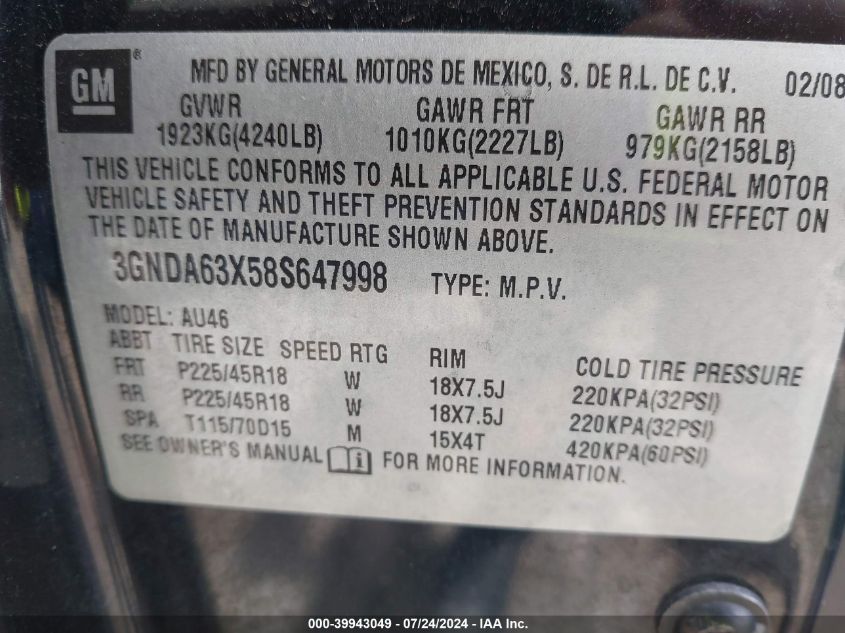 GM®
MFD BY GENERAL MOTORS DE MEXICO, S. DE R.L. DE C.V. 02/08
GVWR GAWR FRT GAWR RR
1923KG(4240LB) 1010KG(2227LB) 979KG(2158LB)
THIS VEHICLE CONFORMS TO ALL APPLICABLE U.S. FEDERAL MOTOR
VEHICLE SAFETY AND THEFT PREVENTION STANDARDS IN EFFECT ON
THE DATE OF MANUFACTURE SHOWN ABOVE.
3GNDA63X58S647998 TYPE: M.P.V.
MODEL: AU46
ABBT TIRE SIZE SPEED RTG RIM COLD TIRE PRESSURE
FRT P225/45R18 W 18X7.5J 220KPA(32PSI)
RR P225/45R18 W 18X7.5J 220KPA(32PSI)
SPA T115/70D15 M 15X4T 420KPA(60PSI)
SEE OWNER'S MANUAL i FOR MORE INFORMATION.
000-39943049 - 07/24/2024 - IAA Inc.